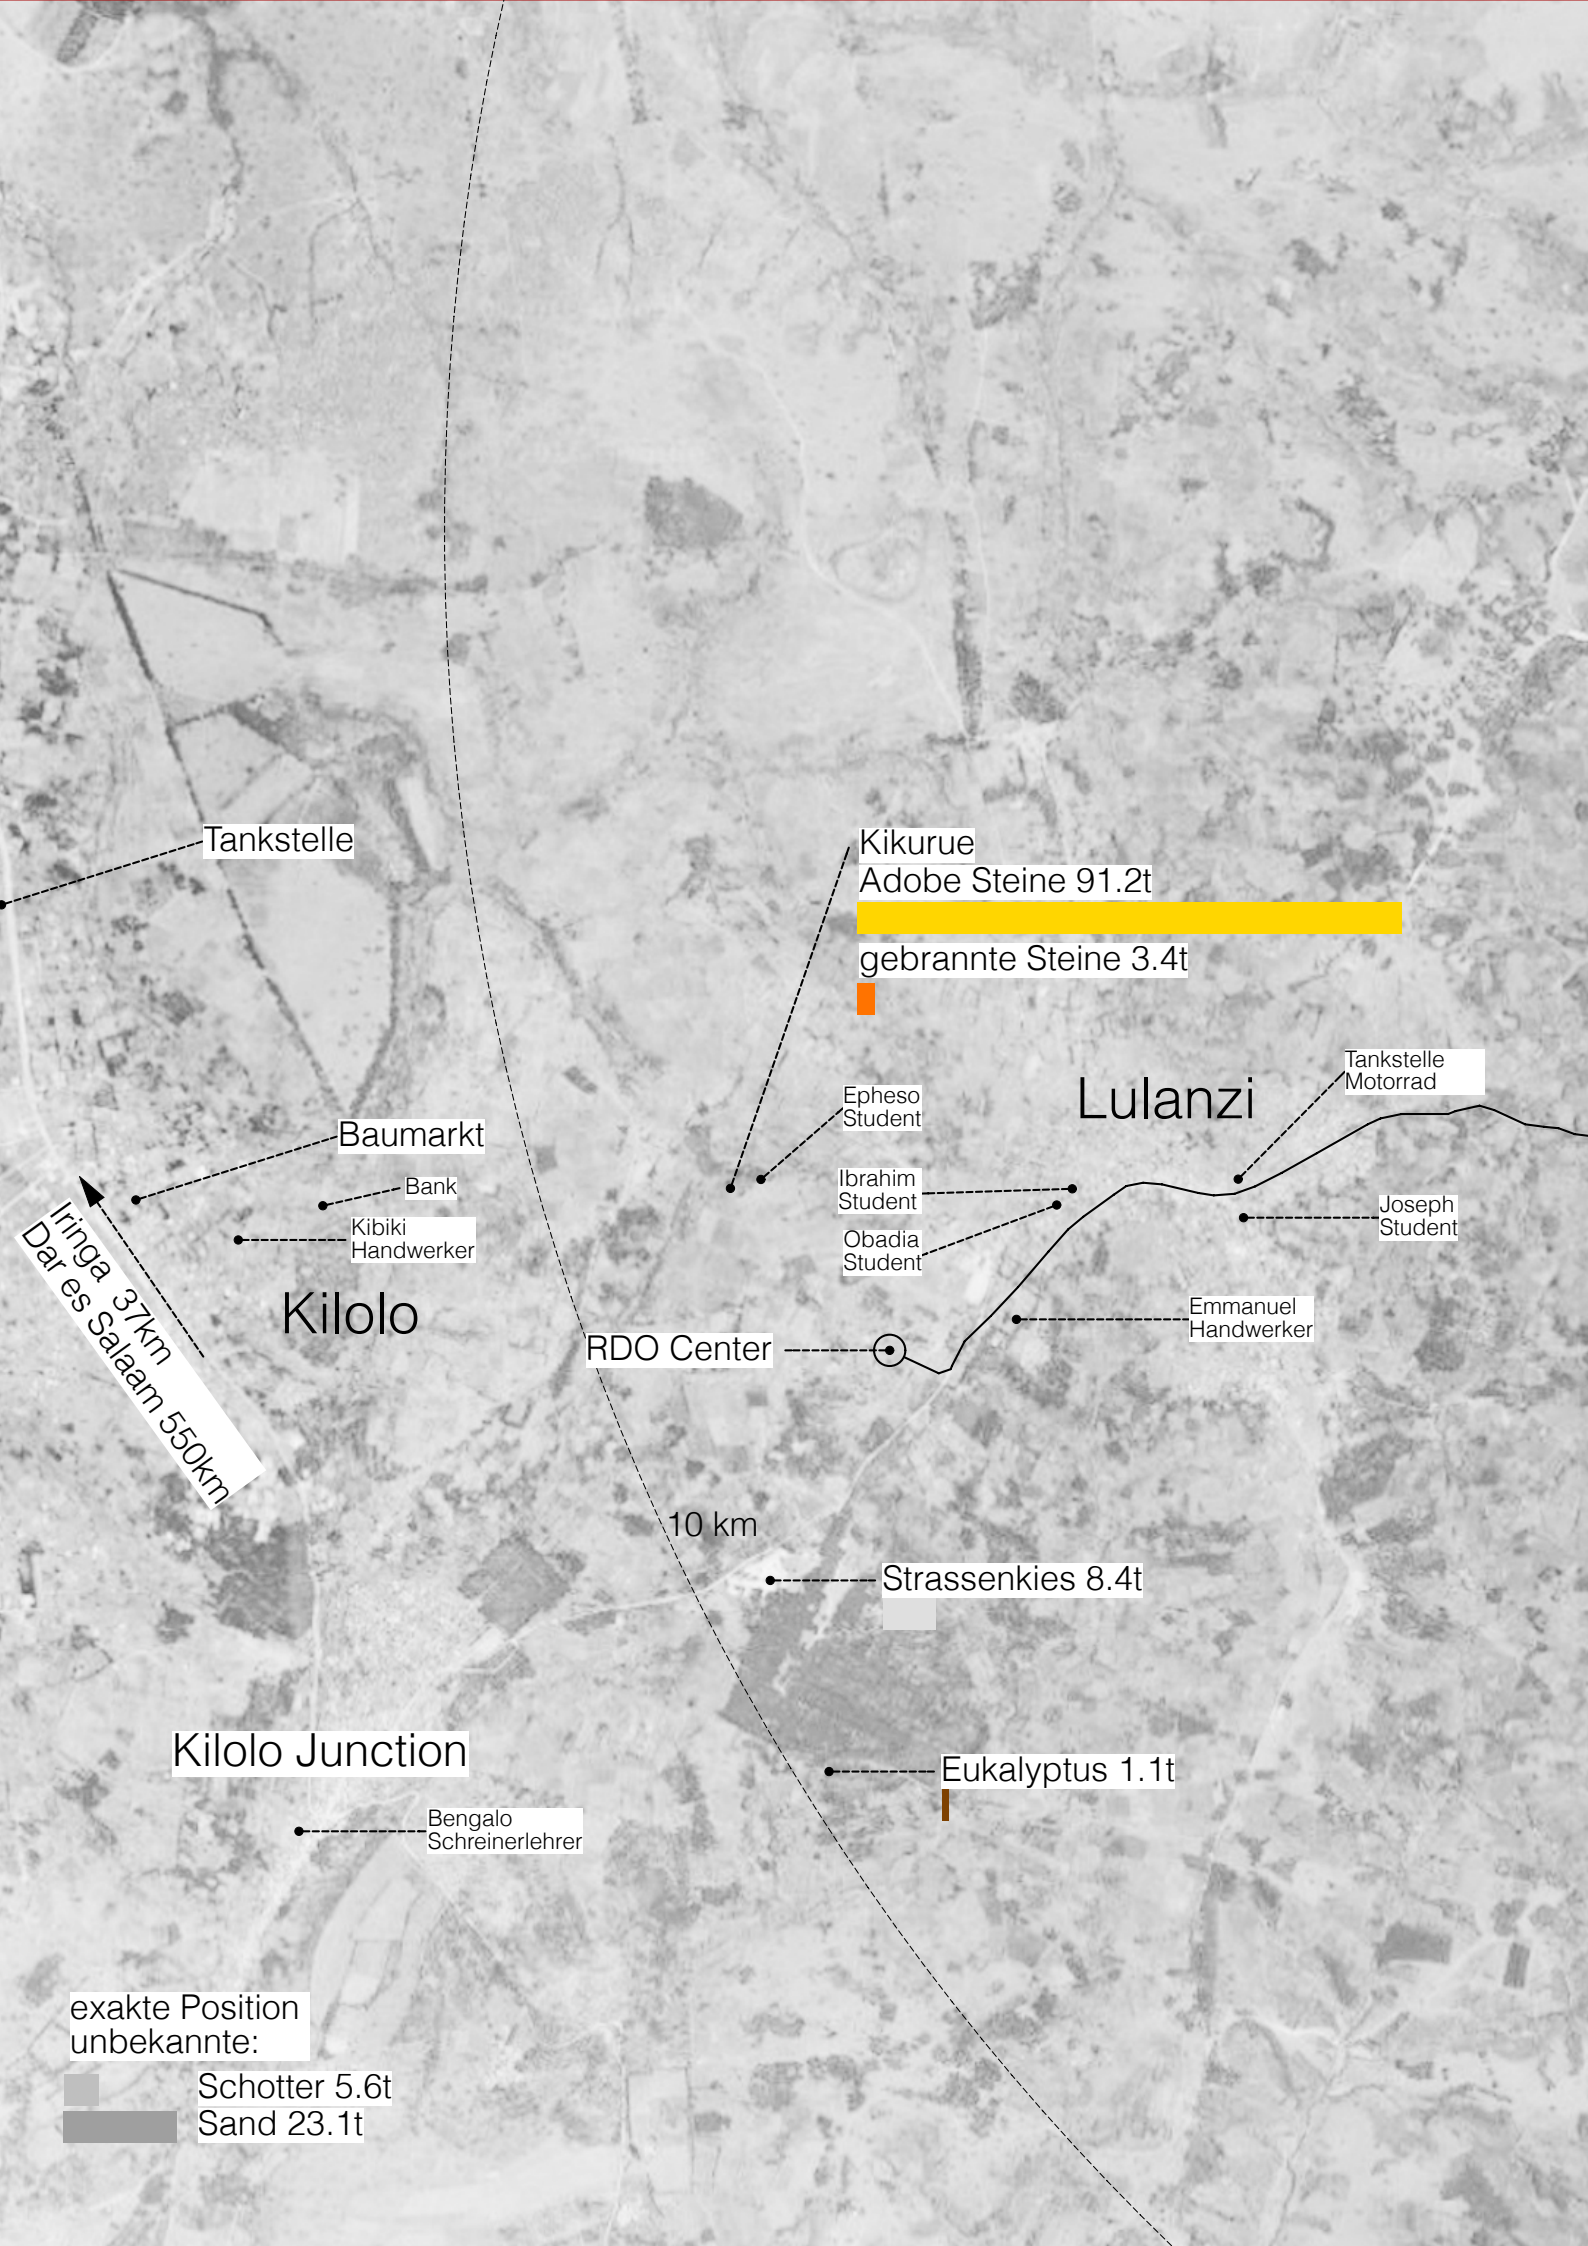 Tankstelle
Kikurue
Adobe Steine 91.2t
gebrannte Steine 3.4t
Tankstelle
Motorrad
Lulanzi
Epheso
Student
Baumarkt
Bank
Ibrahim
Student
Joseph
Student
Kibiki
Handwerker
Obadia
Student
Iringa 37km
Dar es Salaam 550km
Kilolo
Emmanuel
Handwerker
RDO Center
10 km
Strassenkies 8.4t
Kilolo Junction
Eukalyptus 1.1t
Bengalo
Schreinerlehrer
exakte Position
unbekannte:
Schotter 5.6t
Sand 23.1t